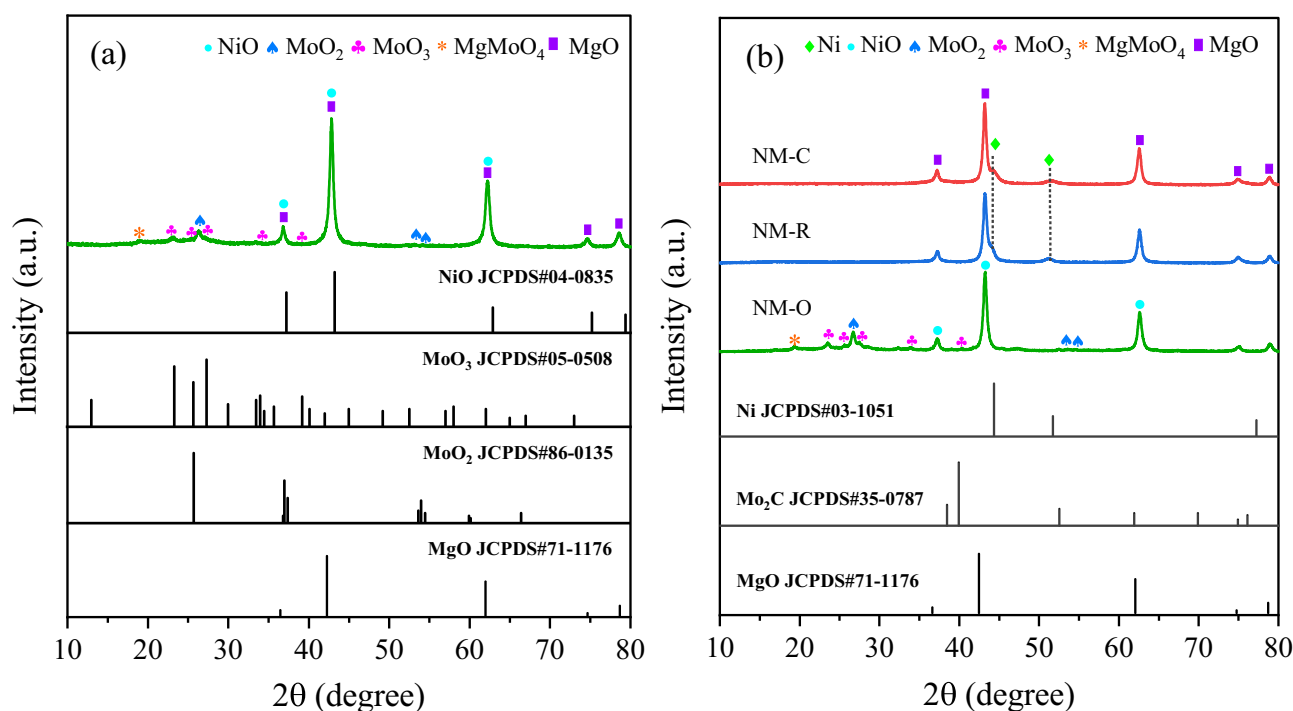 (a)
NiO MoO₂ MoO₃ MgMoO₄ MgO
NiO JCPDS#04-0835
MoO₃ JCPDS#05-0508
MoO₂ JCPDS#86-0135
MgO JCPDS#71-1176
Intensity (a.u.)
10 20 30 40 50 60 70 80
2θ (degree)
(b)
Ni NiO MoO₂ MoO₃ MgMoO₄ MgO
NM-C
NM-R
NM-O
Ni JCPDS#03-1051
Mo₂C JCPDS#35-0787
MgO JCPDS#71-1176
Intensity (a.u.)
10 20 30 40 50 60 70 80
2θ (degree)